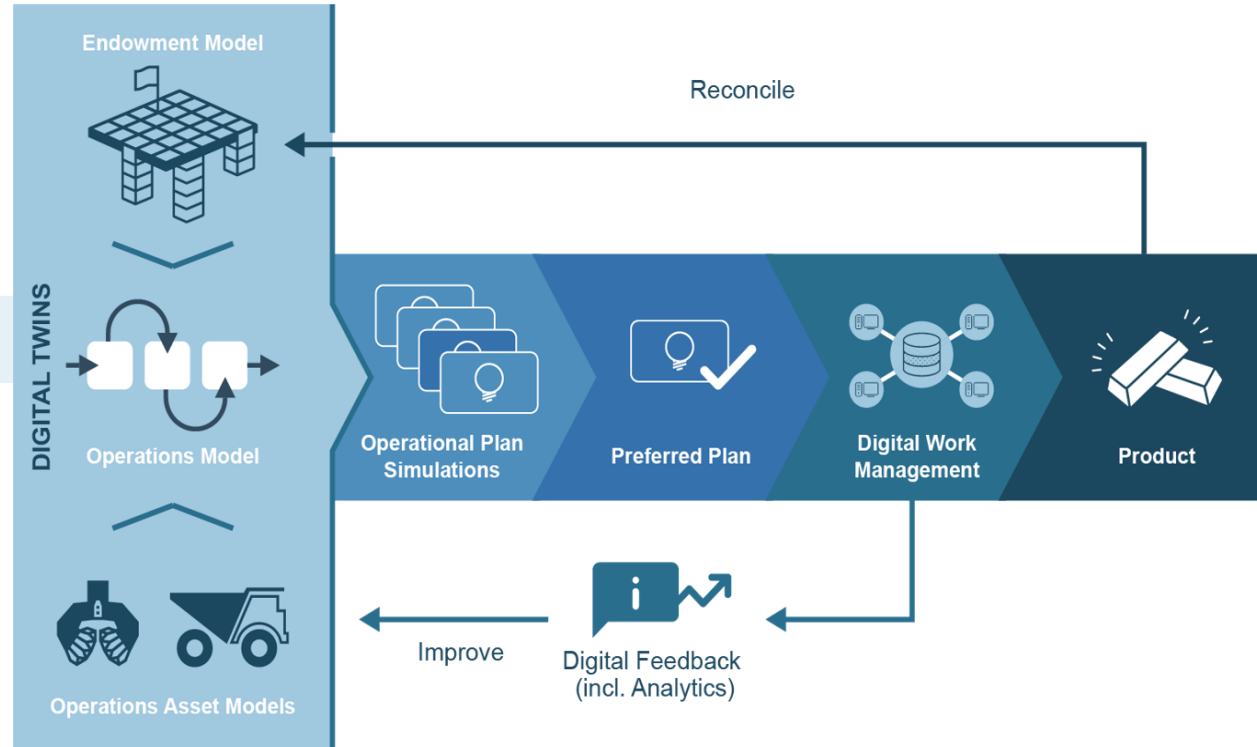 Endowment Model
Reconcile
DIGITAL TWINS
Operations Model
Operational Plan
Simulations
Preferred Plan
Digital Work
Management
Product
i
Improve
Digital Feedback
(incl. Analytics)
Operations Asset Models